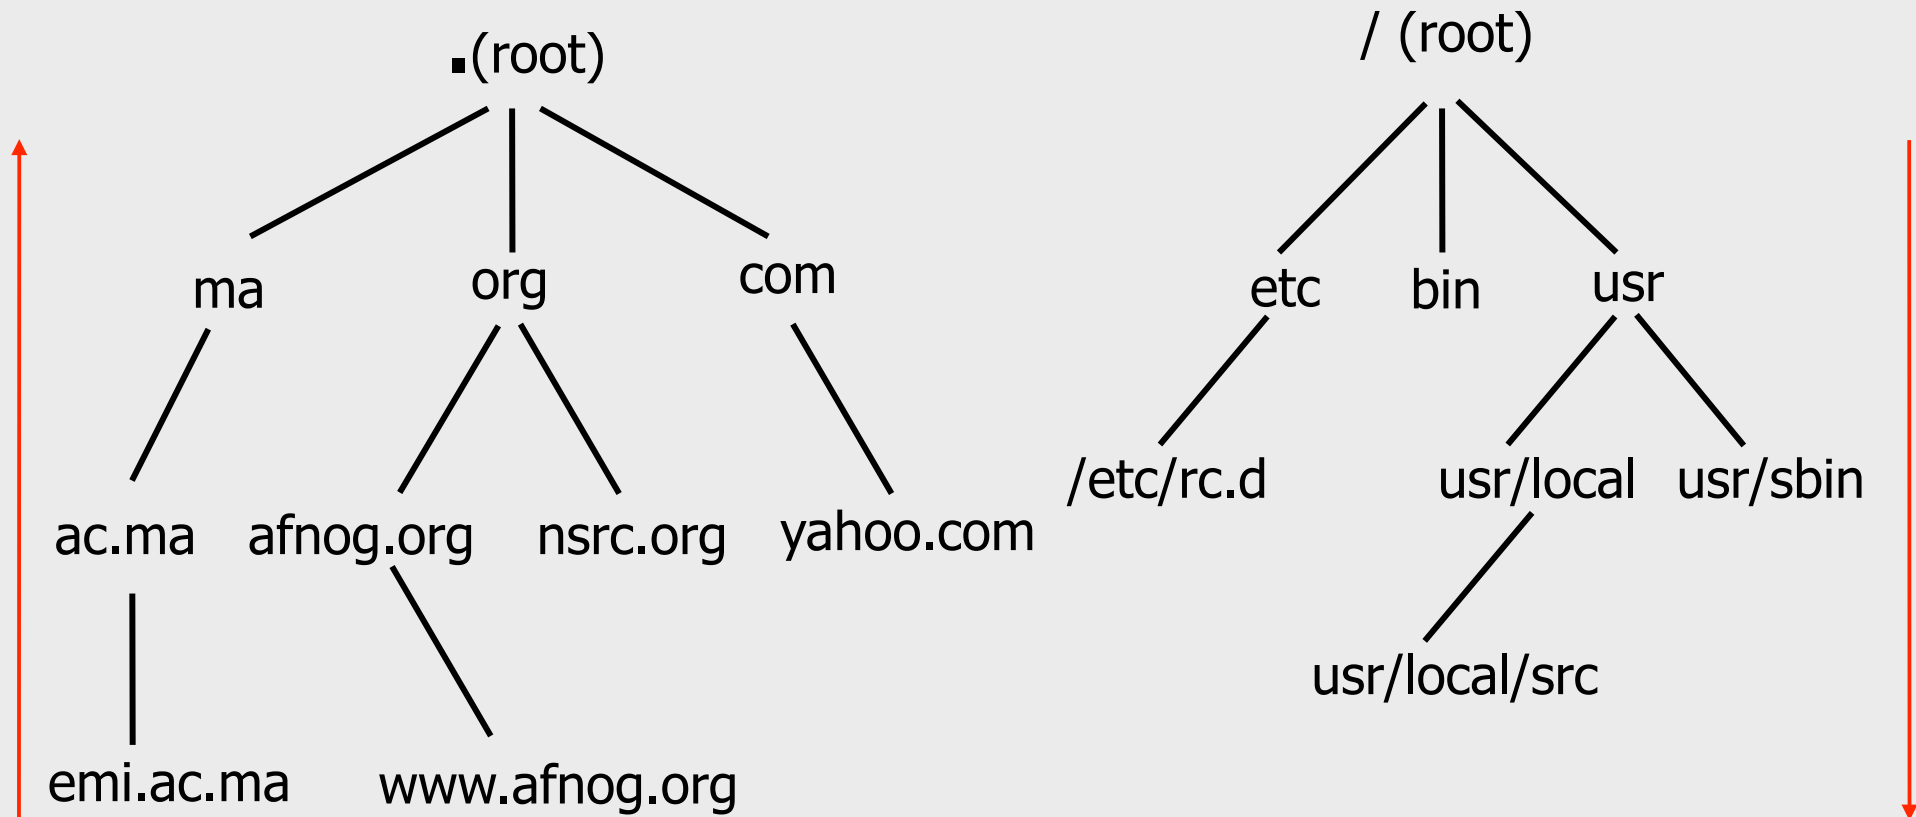 .(root)
ma
org
com
ac.ma
afnog.org
nsrc.org
yahoo.com
emi.ac.ma
www.afnog.org
/ (root)
etc
bin
usr
/etc/rc.d
usr/local
usr/sbin
usr/local/src